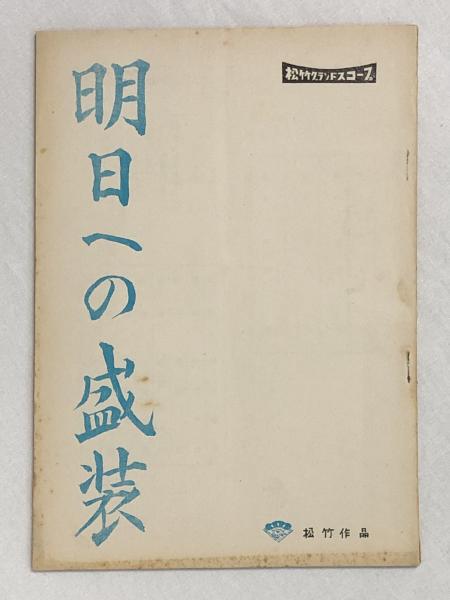 松竹グランドスコープ
明日への盛装
松竹作品